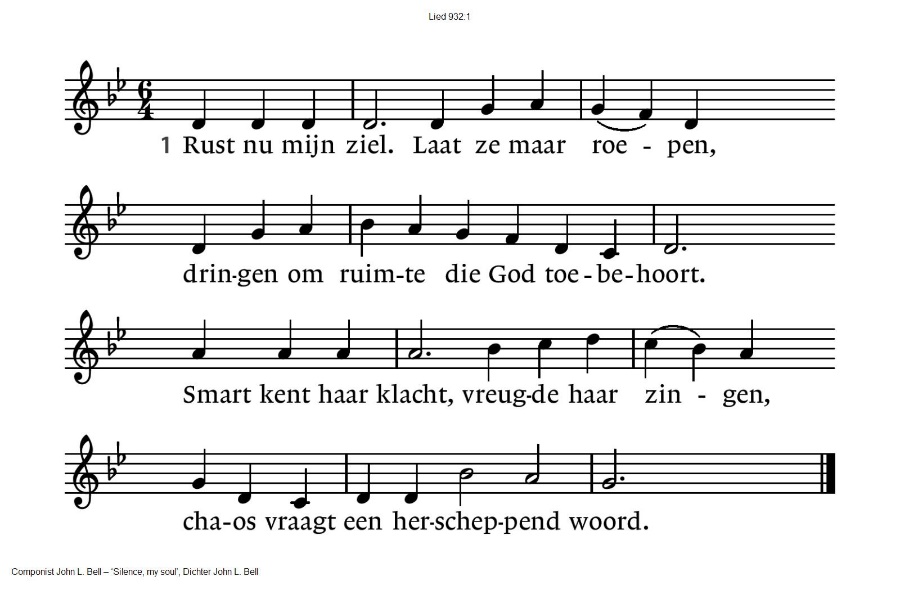 Lied 932:1
6
4
1 Rust nu mijn ziel. Laat ze maar roe - pen,
drin-gen om ruim-te die God toe-be-hoort.
Smart kent haar klacht, vreug-de haar zin - gen,
cha-os vraagt een her-schep-pend woord.
Componist John L. Bell – 'Silence, my soul', Dichter John L. Bell